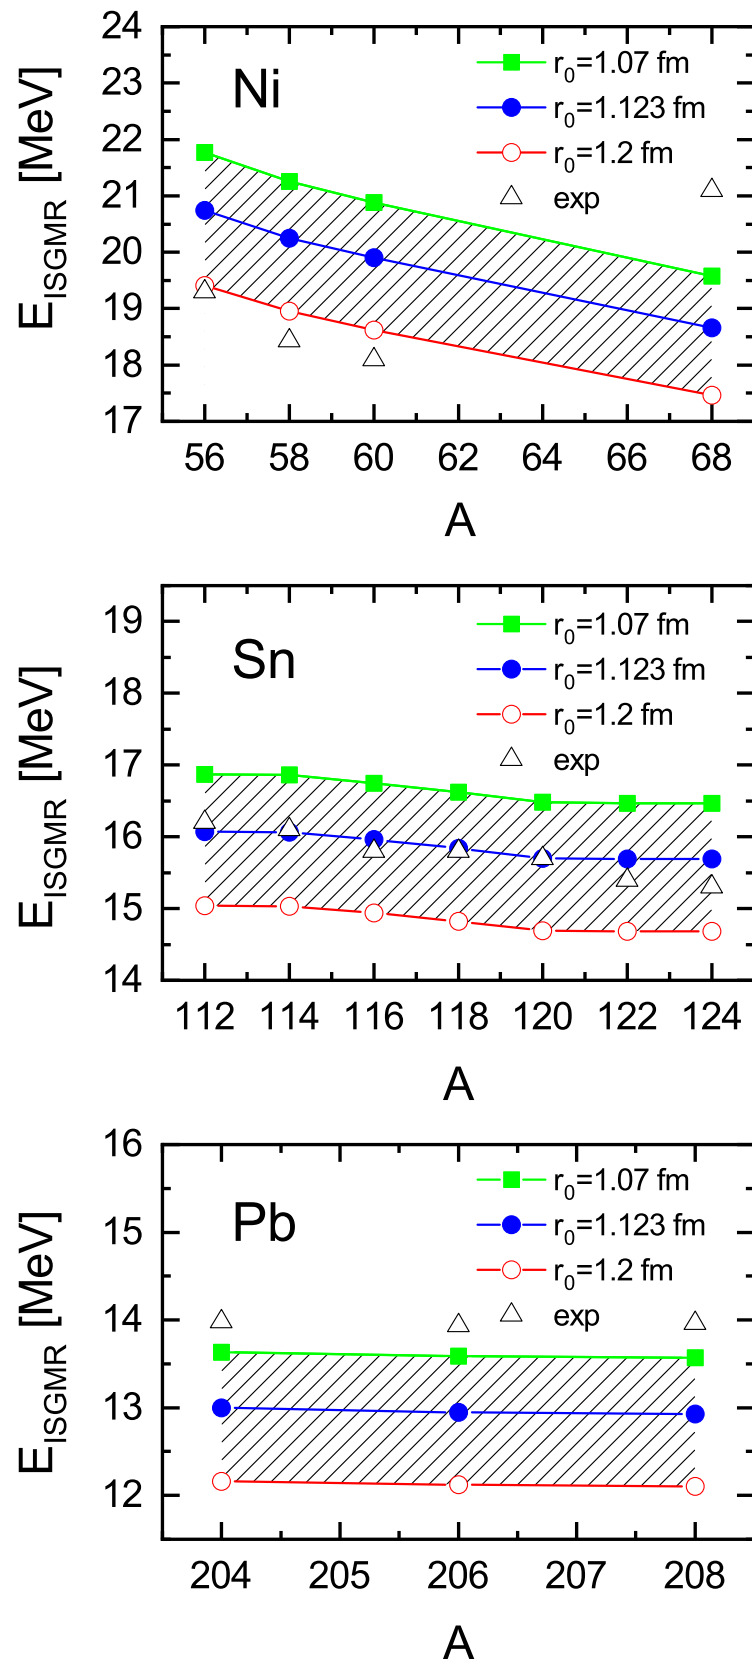 24
23
22
21
20
19
18
17
E_ISGMR [MeV]
Ni
r₀=1.07 fm
r₀=1.123 fm
r₀=1.2 fm
exp
56 58 60 62 64 66 68
A
19
18
17
16
15
14
E_ISGMR [MeV]
Sn
r₀=1.07 fm
r₀=1.123 fm
r₀=1.2 fm
exp
112 114 116 118 120 122 124
A
16
15
14
13
12
E_ISGMR [MeV]
Pb
r₀=1.07 fm
r₀=1.123 fm
r₀=1.2 fm
exp
204 205 206 207 208
A